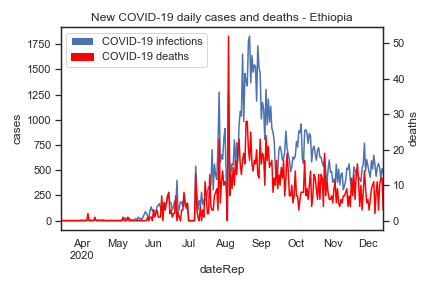 New COVID-19 daily cases and deaths - Ethiopia
COVID-19 infections
COVID-19 deaths
cases
1750
1500
1250
1000
750
500
250
0
deaths
50
40
30
20
10
0
Apr
2020
May
Jun
Jul
Aug
Sep
Oct
Nov
Dec
dateRep